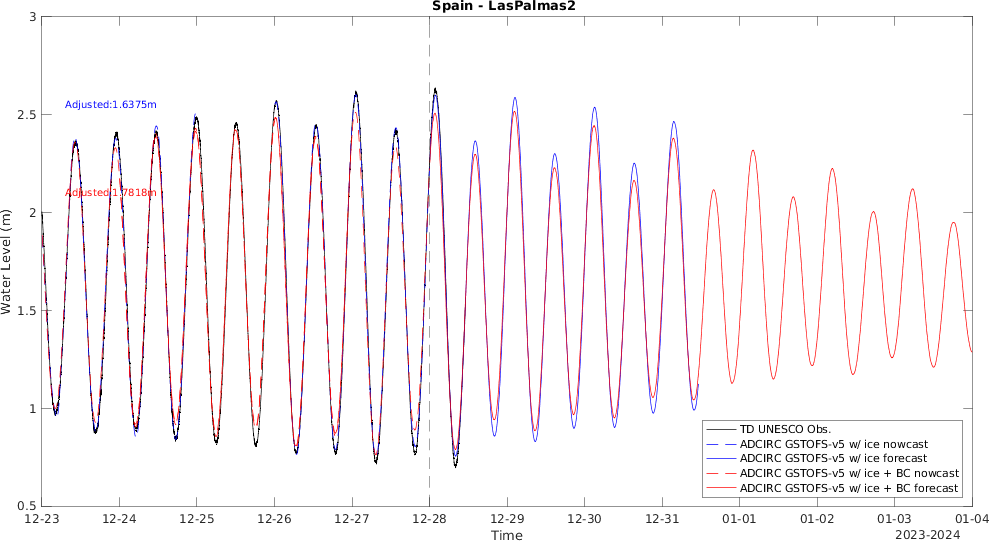 Spain - LasPalmas2
3
2.5
2
1.5
1
0.5
Water Level (m)
Adjusted:1.6375m
Adjusted:1.7818m
TD UNESCO Obs.
ADCIRC GSTOFS-v5 w/ ice nowcast
ADCIRC GSTOFS-v5 w/ ice forecast
ADCIRC GSTOFS-v5 w/ ice + BC nowcast
ADCIRC GSTOFS-v5 w/ ice + BC forecast
12-23 12-24 12-25 12-26 12-27 12-28 12-29 12-30 12-31 01-01 01-02 01-03 01-04
Time
2023-2024